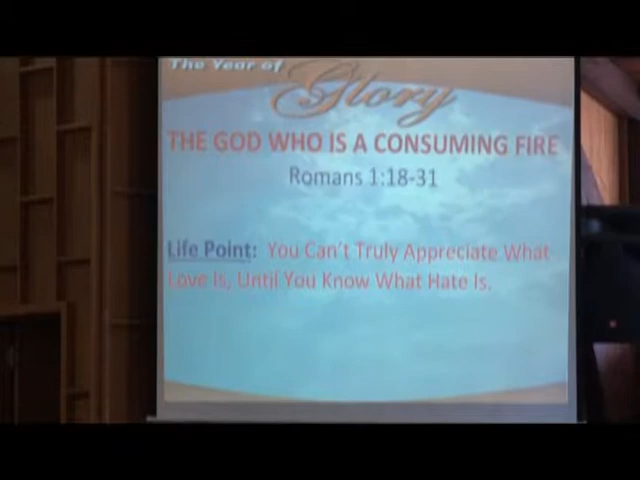 The Year of
Glory
THE GOD WHO IS A CONSUMING FIRE
Romans 1:18-31
Life Point: You Can't Truly Appreciate What
Love Is, Until You Know What Hate Is.